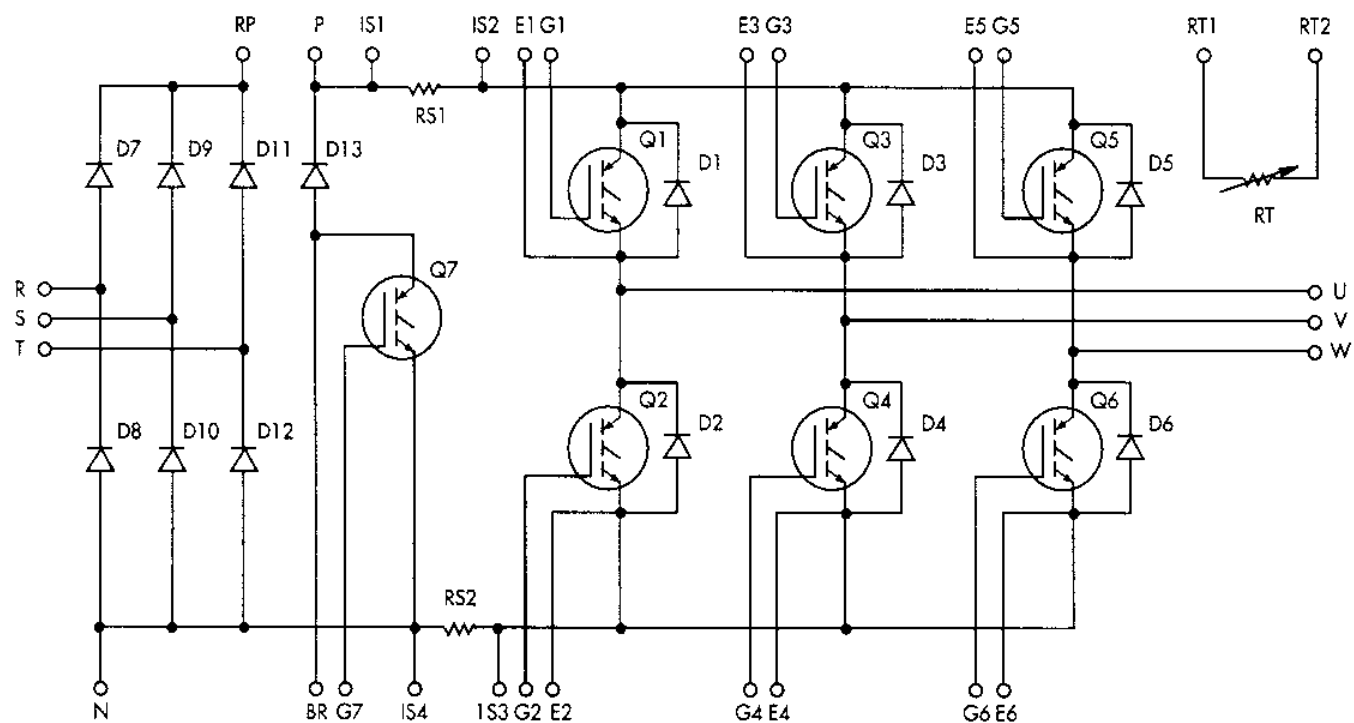 RP P IS1 IS2 E1 G1 E3 G3 E5 G5 RT1 RT2
RS1
D7 D9 D11 D13 Q1 D1 Q3 D3 Q5 D5
RT
Q7
R U
S V
T W
D8 D10 D12 Q2 D2 Q4 D4 Q6 D6
RS2
N BR G7 IS4 1S3 G2 E2 G4 E4 G6 E6